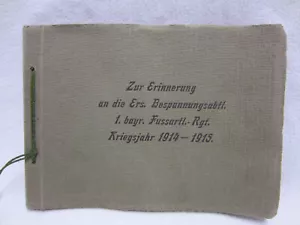 Zur Erinnerung
an die Ers. Bespannungsabtl.
1. bayr. Fussartl.-Rgt.
Kriegsjahr 1914-1915.